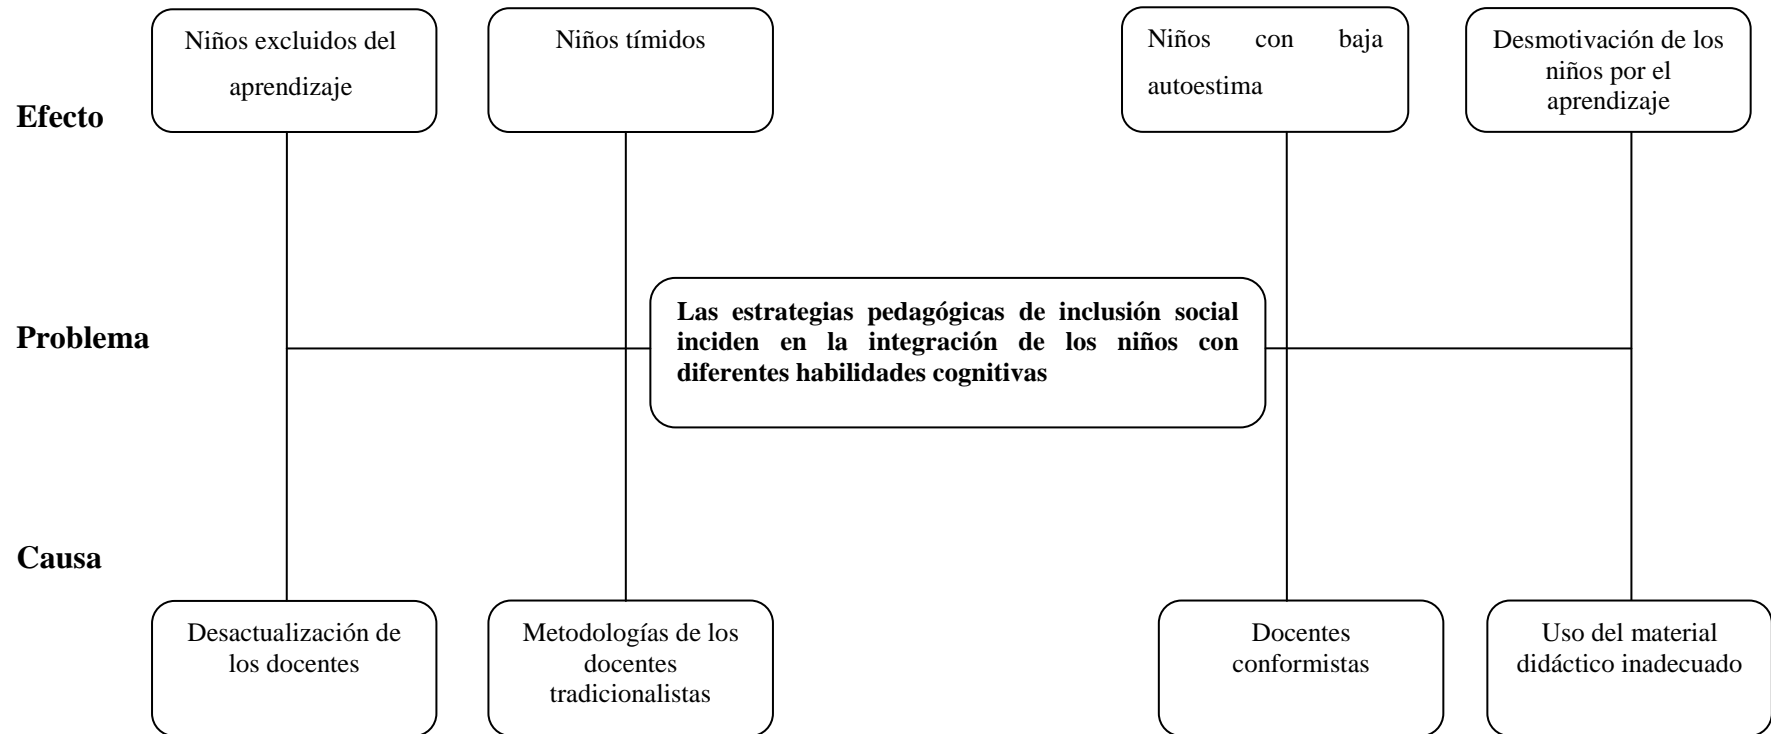 Niños excluidos del
aprendizaje
Niños tímidos
Niños con baja
autoestima
Desmotivación de los
niños por el
aprendizaje
Efecto
Problema
Las estrategias pedagógicas de inclusión social
inciden en la integración de los niños con
diferentes habilidades cognitivas
Causa
Desactualización de
los docentes
Metodologías de los
docentes
tradicionalistas
Docentes
conformistas
Uso del material
didáctico inadecuado